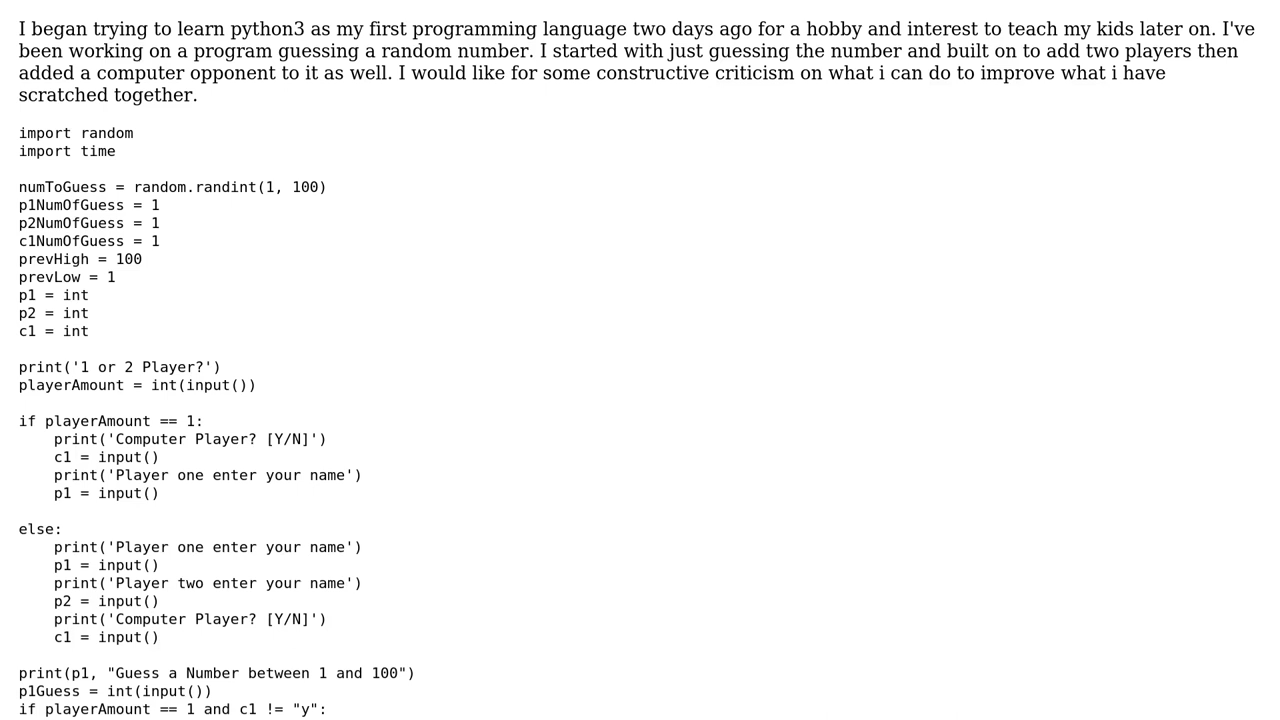 I began trying to learn python3 as my first programming language two days ago for a hobby and interest to teach my kids later on. I've
been working on a program guessing a random number. I started with just guessing the number and built on to add two players then
added a computer opponent to it as well. I would like for some constructive criticism on what i can do to improve what i have
scratched together.

import random
import time

numToGuess = random.randint(1, 100)
p1NumOfGuess = 1
p2NumOfGuess = 1
c1NumOfGuess = 1
prevHigh = 100
prevLow = 1
p1 = int
p2 = int
c1 = int

print('1 or 2 Player?')
playerAmount = int(input())

if playerAmount == 1:
    print('Computer Player? [Y/N]')
    c1 = input()
    print('Player one enter your name')
    p1 = input()

else:
    print('Player one enter your name')
    p1 = input()
    print('Player two enter your name')
    p2 = input()
    print('Computer Player? [Y/N]')
    c1 = input()

print(p1, "Guess a Number between 1 and 100")
p1Guess = int(input())
if playerAmount == 1 and c1 != "y":